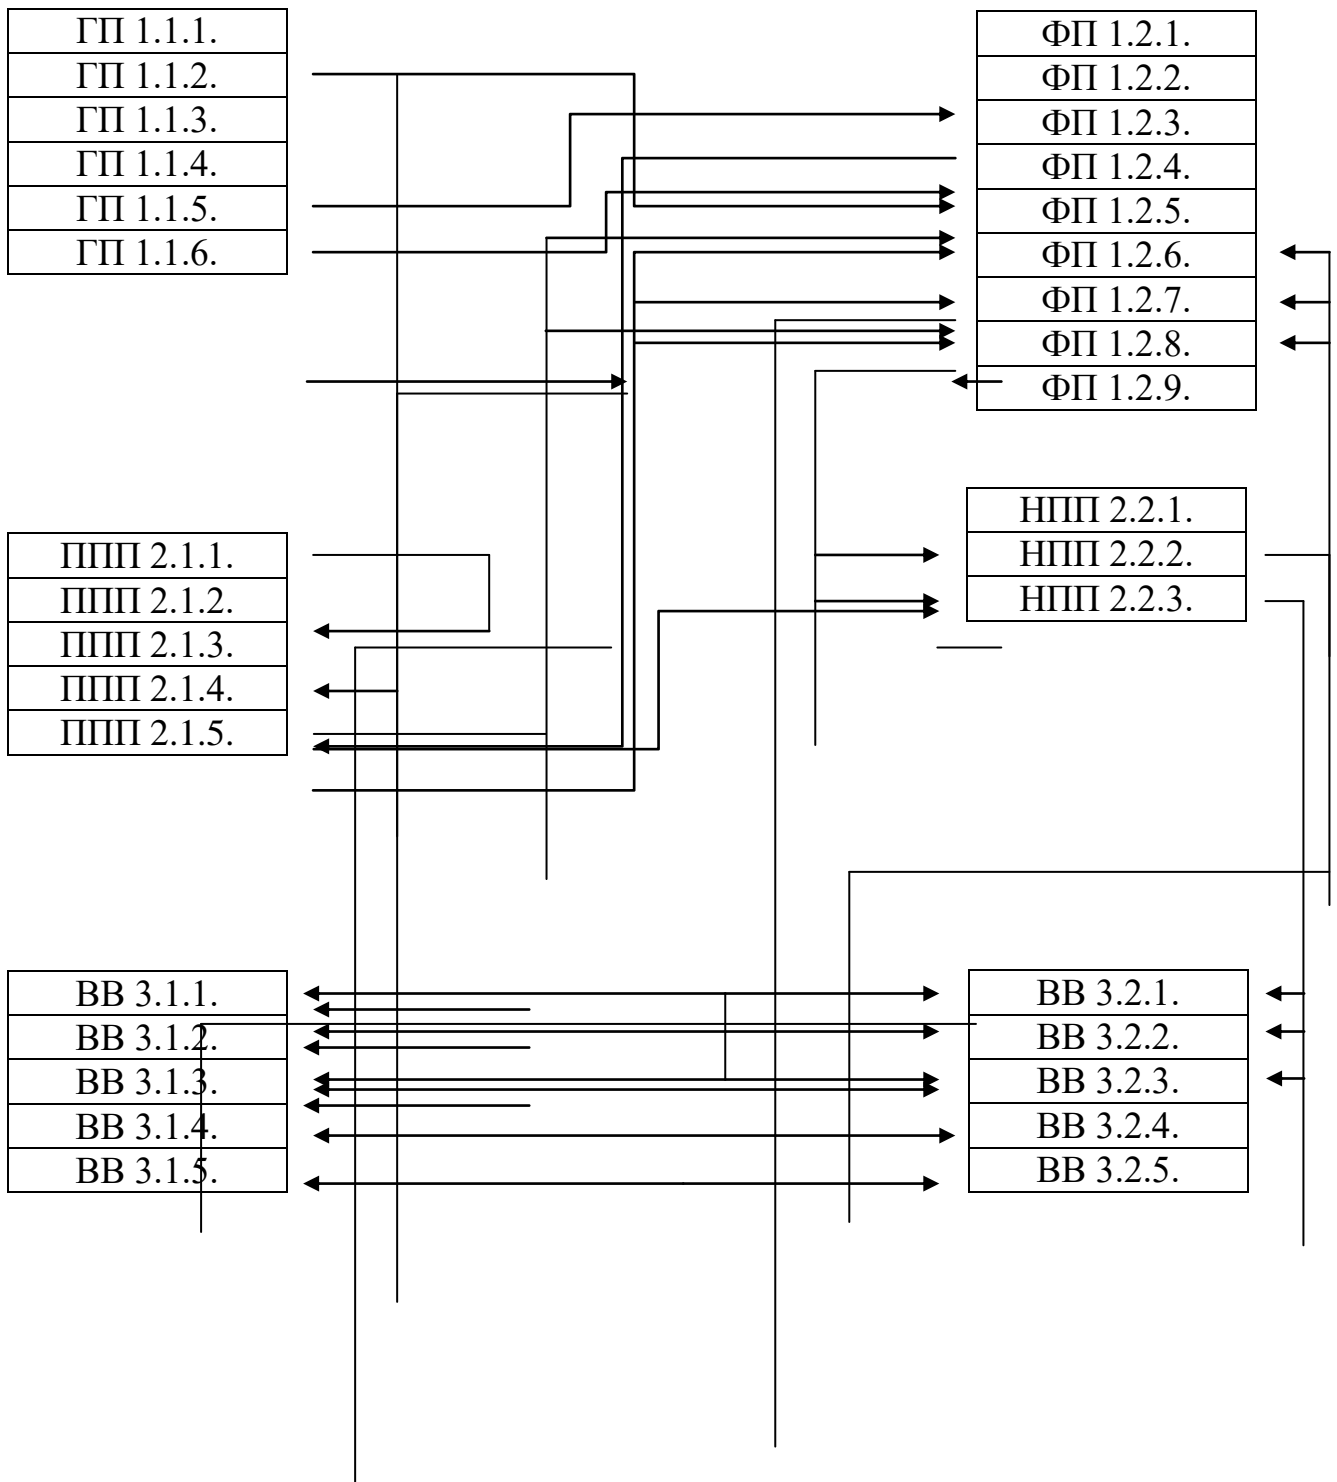 ГП 1.1.1.
ГП 1.1.2.
ГП 1.1.3.
ГП 1.1.4.
ГП 1.1.5.
ГП 1.1.6.
ФП 1.2.1.
ФП 1.2.2.
ФП 1.2.3.
ФП 1.2.4.
ФП 1.2.5.
ФП 1.2.6.
ФП 1.2.7.
ФП 1.2.8.
ФП 1.2.9.
ППП 2.1.1.
ППП 2.1.2.
ППП 2.1.3.
ППП 2.1.4.
ППП 2.1.5.
НПП 2.2.1.
НПП 2.2.2.
НПП 2.2.3.
ВВ 3.1.1.
ВВ 3.1.2.
ВВ 3.1.3.
ВВ 3.1.4.
ВВ 3.1.5.
ВВ 3.2.1.
ВВ 3.2.2.
ВВ 3.2.3.
ВВ 3.2.4.
ВВ 3.2.5.